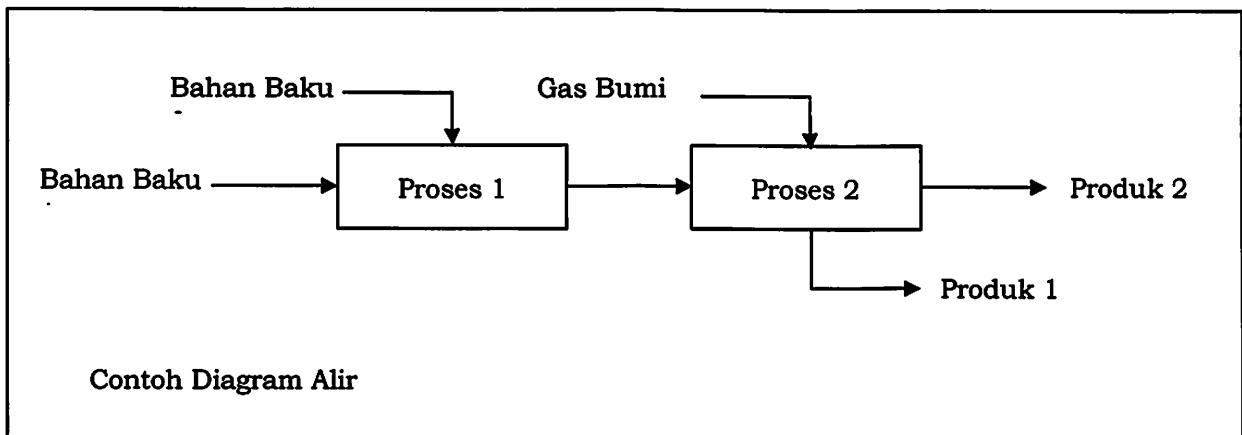 Bahan Baku
Gas Bumi
Bahan Baku
Proses 1
Proses 2
Produk 2
Produk 1
Contoh Diagram Alir